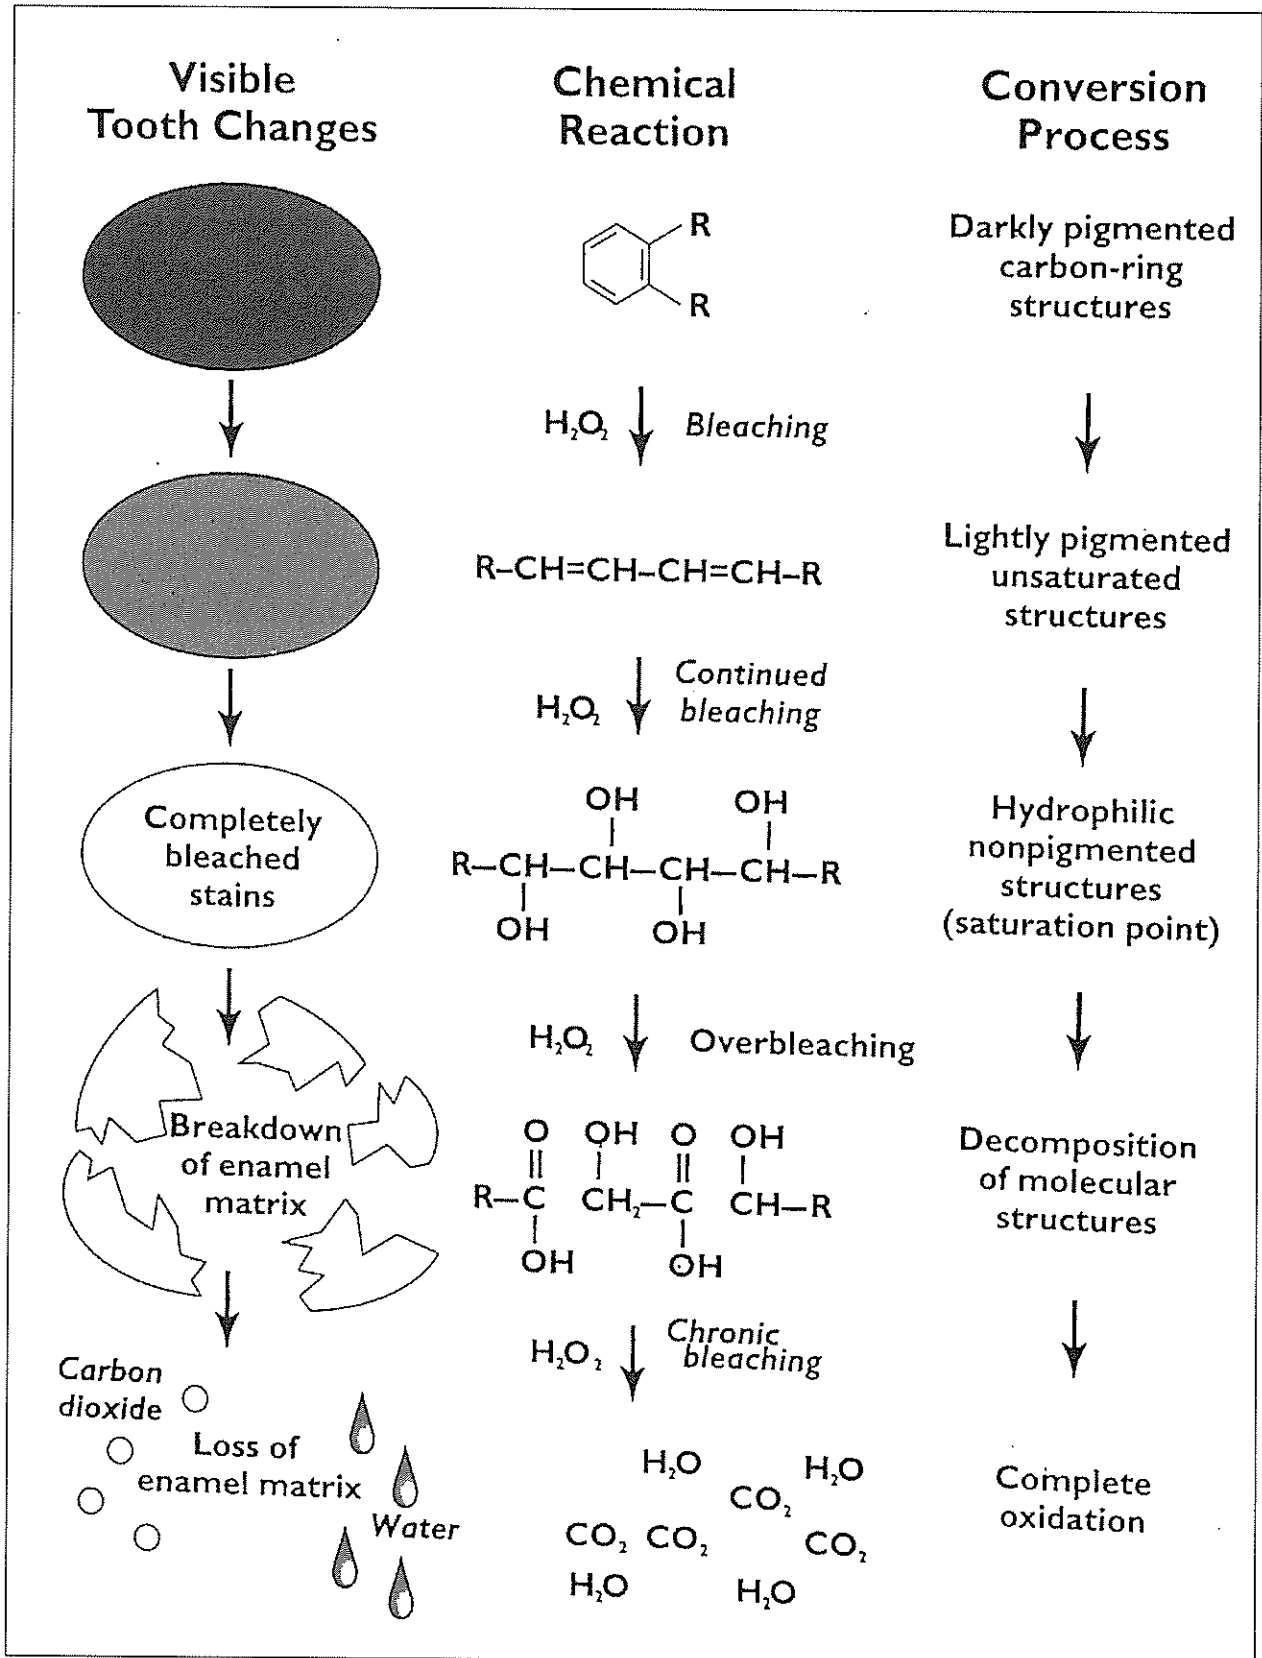 Visible
Tooth Changes
Chemical
Reaction
Conversion
Process
R
R
Darkly pigmented
carbon-ring
structures
H₂O₂ Bleaching
R–CH=CH–CH=CH–R
Lightly pigmented
unsaturated
structures
H₂O₂ Continued
bleaching
Completely
bleached
stains
OH OH
R–CH–CH–CH–CH–R
OH OH
Hydrophilic
nonpigmented
structures
(saturation point)
H₂O₂ Overbleaching
Breakdown
of enamel
matrix
O OH O OH
R–C CH₂–C CH–R
OH OH
Decomposition
of molecular
structures
H₂O₂ Chronic
bleaching
Carbon
dioxide
Loss of
enamel matrix
Water
H₂O H₂O
CO₂
CO₂ CO₂ CO₂
H₂O H₂O
Complete
oxidation